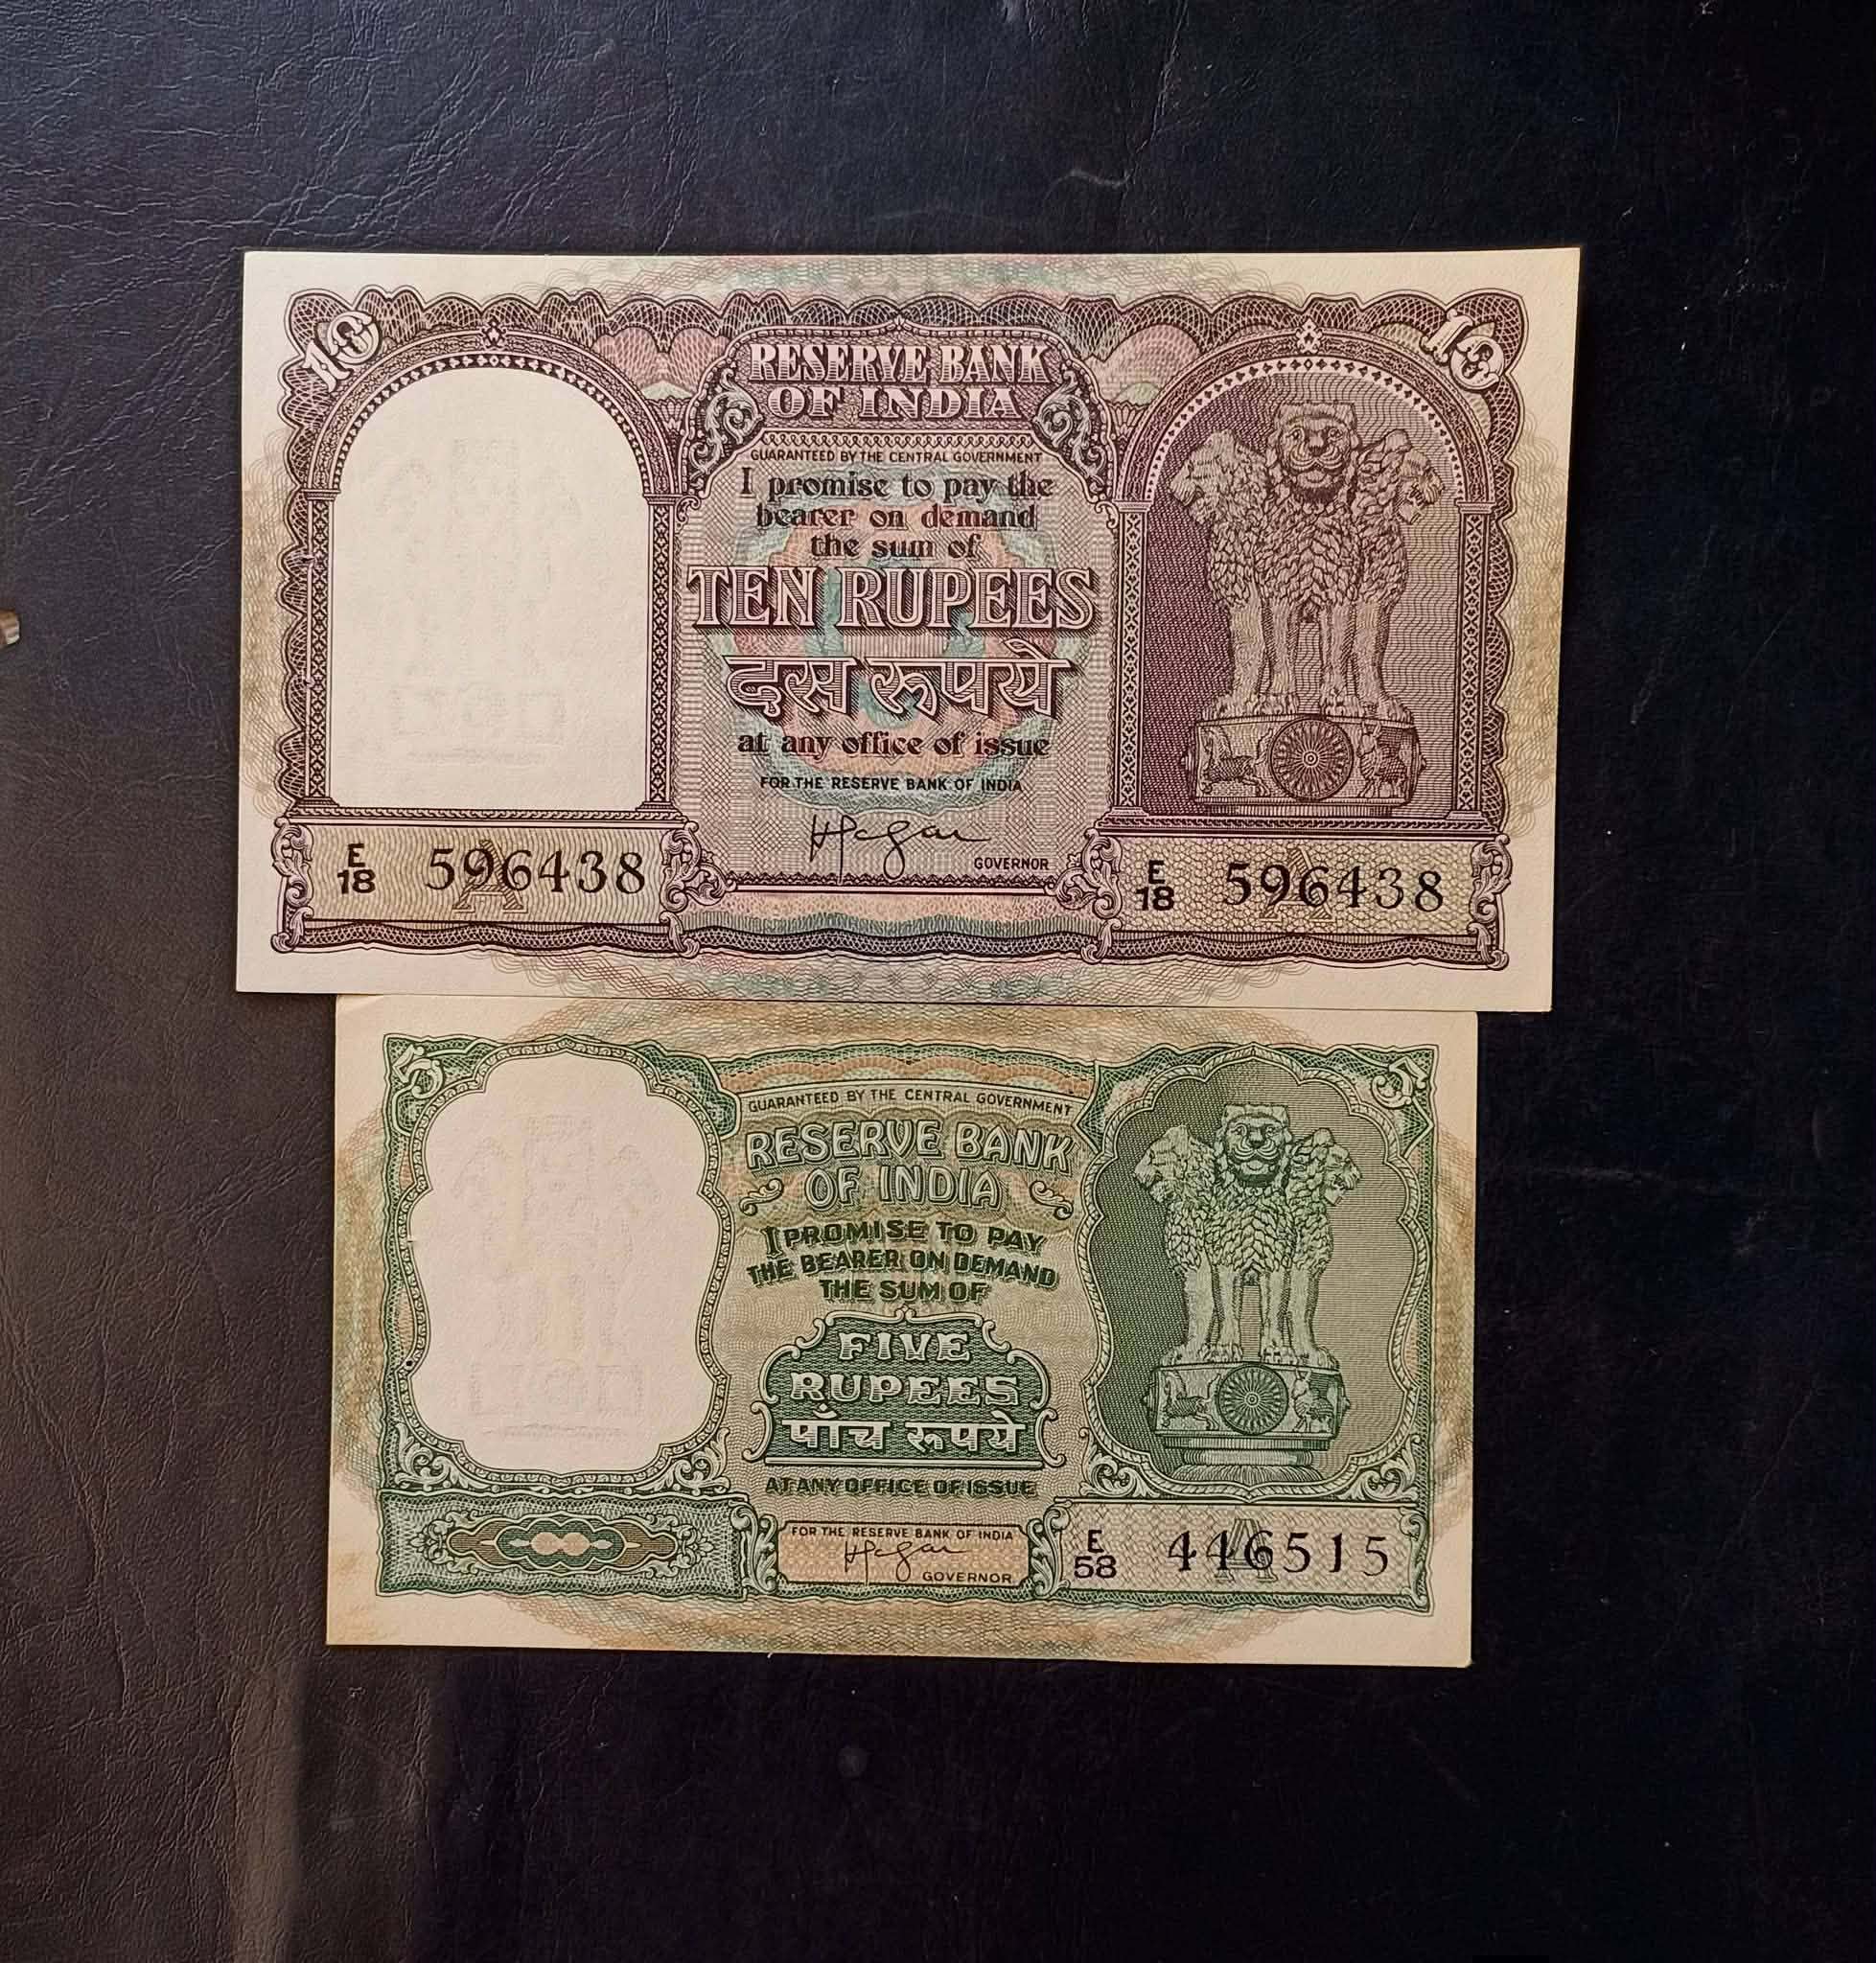 10
10
RESERVE BANK
OF INDIA
GUARANTEED BY THE CENTRAL GOVERNMENT
I promise to pay the
bearer on demand
the sum of
TEN RUPEES
दस रूपये
at any office of issue
FOR THE RESERVE BANK OF INDIA
GOVERNOR
E
18 596438
A
E
18 596438
A
5
5
GUARANTEED BY THE CENTRAL GOVERNMENT
RESERVE BANK
OF INDIA
I PROMISE TO PAY
THE BEARER ON DEMAND
THE SUM OF
FIVE
RUPEES
पाँच रूपये
AT ANY OFFICE OF ISSUE
FOR THE RESERVE BANK OF INDIA
GOVERNOR
E
58 446515
A